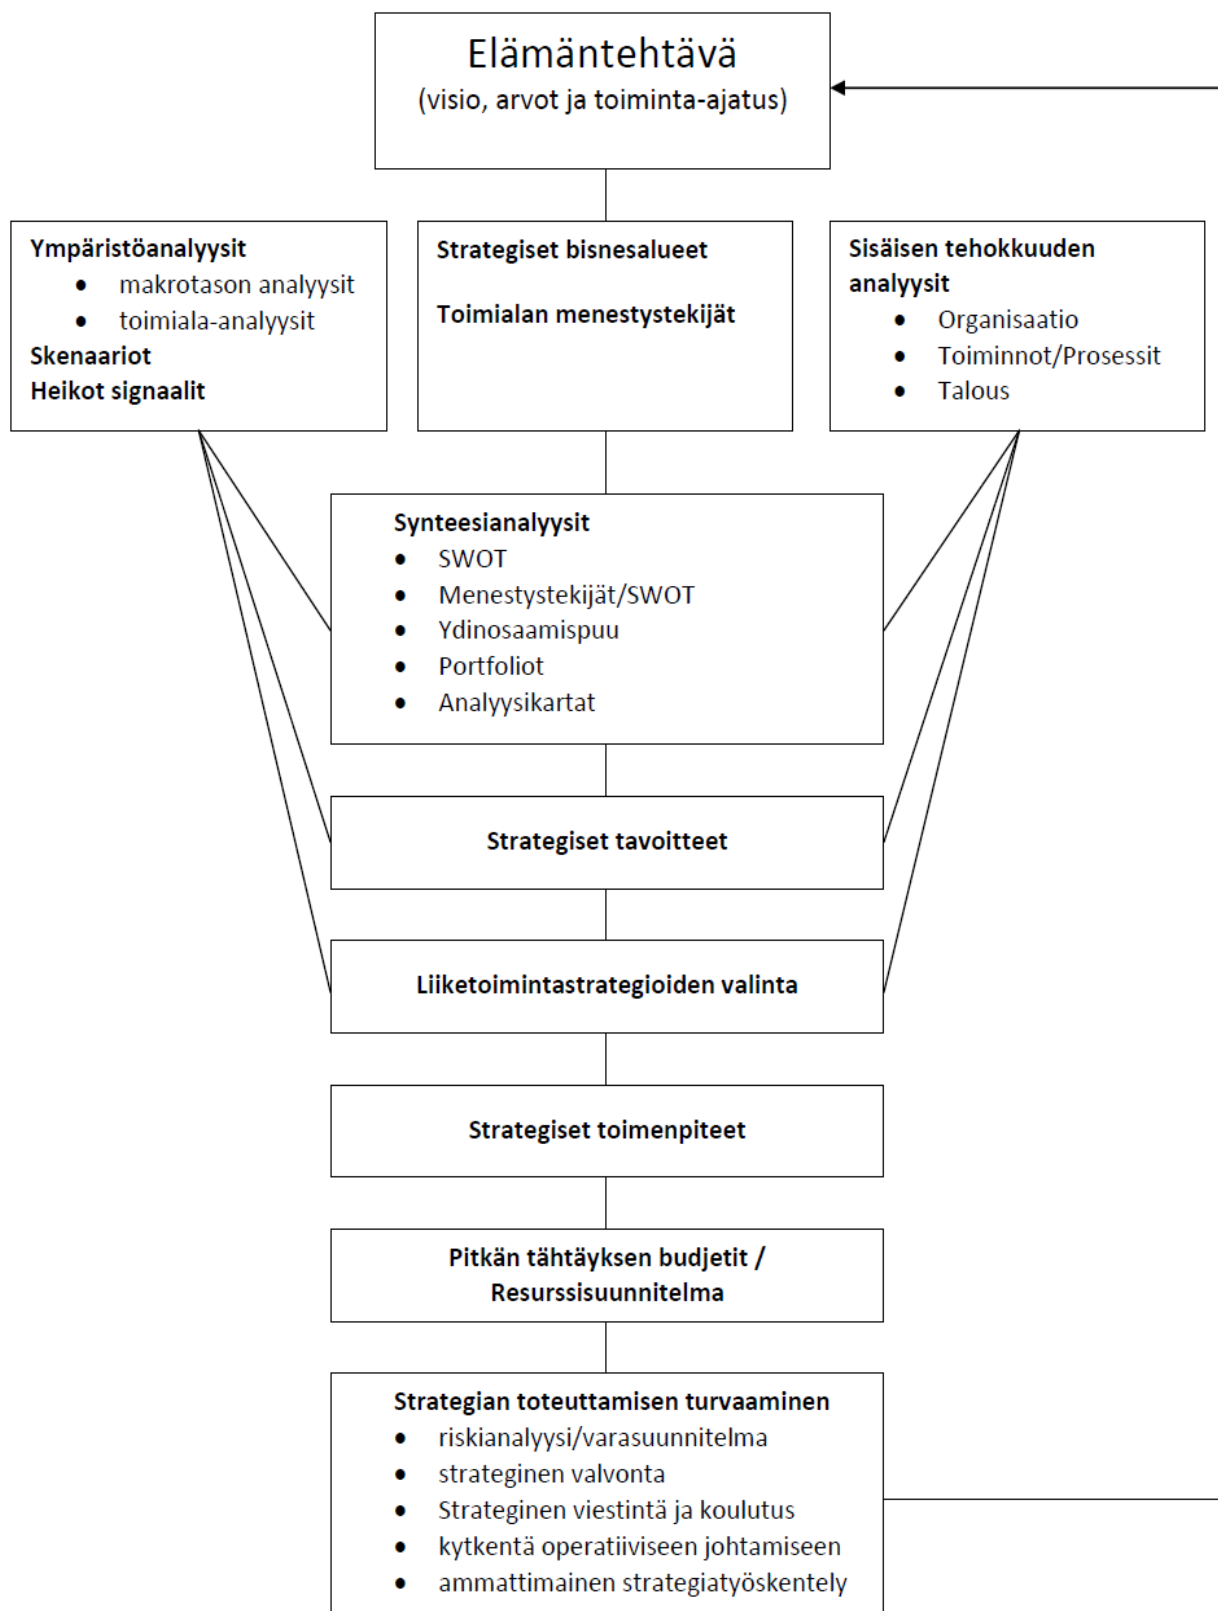 Elämäntehtävä
(visio, arvot ja toiminta-ajatus)
Ympäristöanalyysit
• makrotason analyysit
• toimiala-analyysit
Skenaariot
Heikot signaalit
Strategiset bisnesalueet
Toimialan menestystekijät
Sisäisen tehokkuuden
analyysit
• Organisaatio
• Toiminnot/Prosessit
• Talous
Synteesianalyysit
• SWOT
• Menestystekijät/SWOT
• Ydinosaamispuu
• Portfoliot
• Analyysikartat
Strategiset tavoitteet
Liiketoimintastrategioiden valinta
Strategiset toimenpiteet
Pitkän tähtäyksen budjetit /
Resurssisuunnitelma
Strategian toteuttamisen turvaaminen
• riskianalyysi/varasuunnitelma
• strateginen valvonta
• Strateginen viestintä ja koulutus
• kytkentä operatiiviseen johtamiseen
• ammattimainen strategiatyöskentely